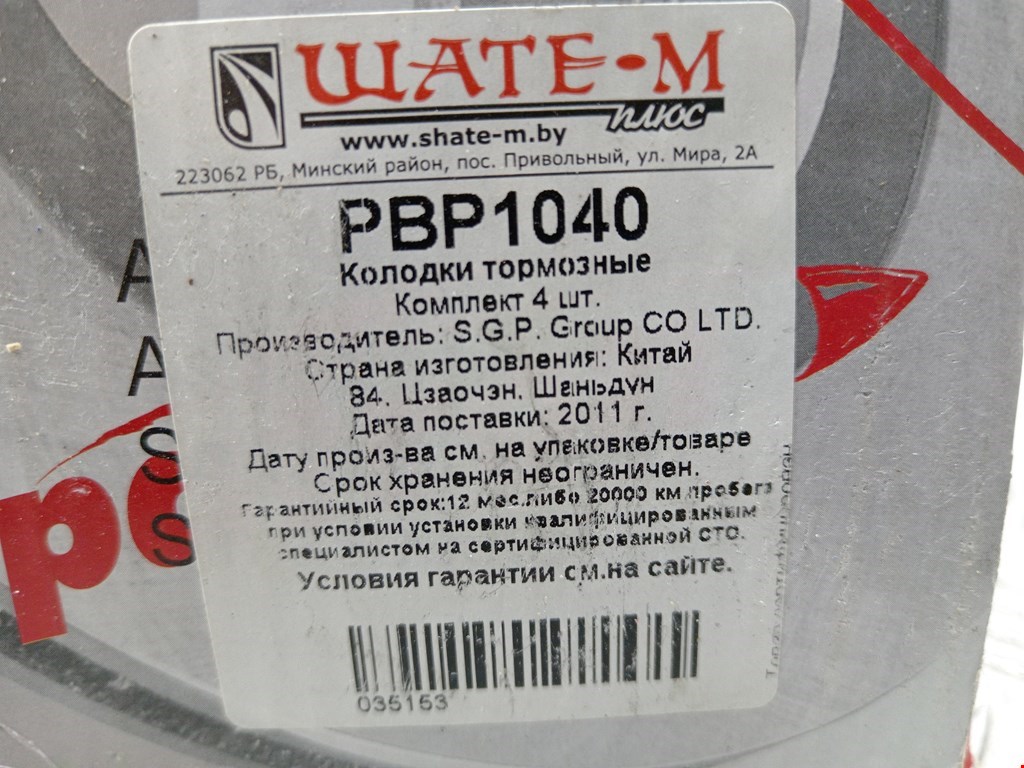 ШАТЕ-М
плюс
www.shate-m.by
223062 РБ, Минский район, пос. Привольный, ул. Мира, 2А
PBP1040
Колодки тормозные
Комплект 4 шт.
Производитель: S.G.P. Group CO LTD.
Страна изготовления: Китай
84, Цзаочэн, Шаньдун
Дата поставки: 2011 г.
Дату произ-ва см. на упаковке/товаре
Срок хранения неограничен.
Гарантийный срок:12 мес.либо 20000 км пробега
при условии установки квалифицированным
специалистом на сертифицированной СТО.
Условия гарантии см.на сайте.
035153
A
A
S
S
pa